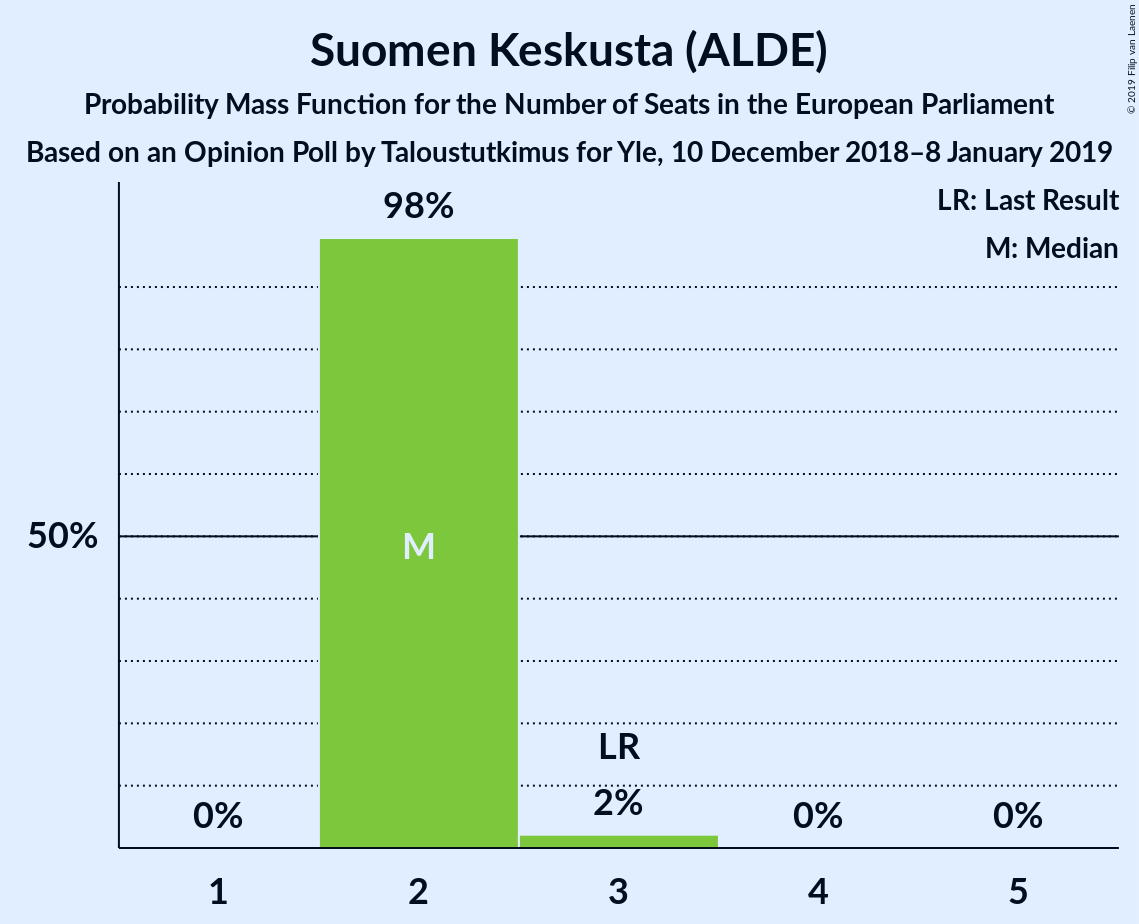 Suomen Keskusta (ALDE)
Probability Mass Function for the Number of Seats in the European Parliament
Based on an Opinion Poll by Taloustutkimus for Yle, 10 December 2018–8 January 2019
© 2019 Filip van Laenen
LR: Last Result
M: Median
98%
50%
M
LR
0%
2%
0%
0%
1
2
3
4
5